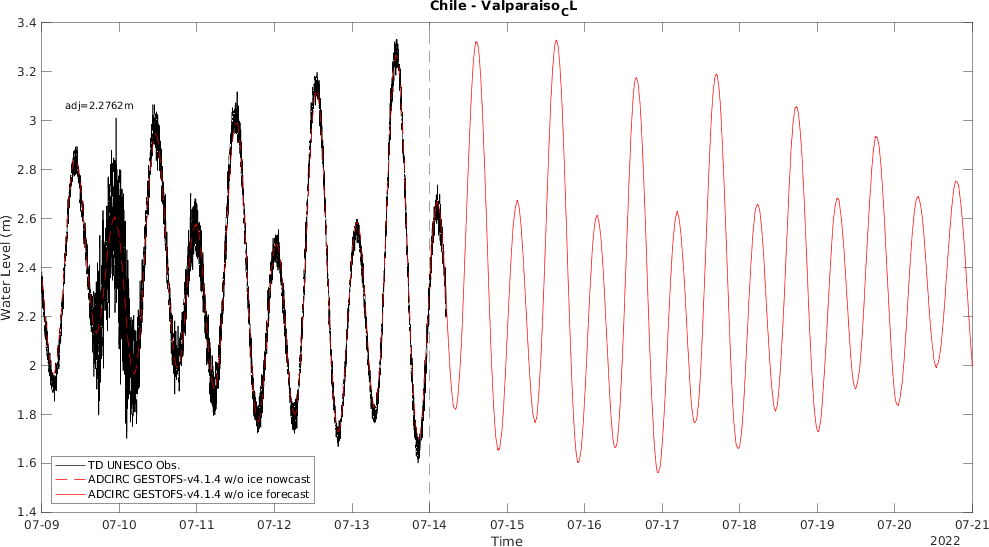 Chile - Valparaiso_CL
3.4
3.2
3
2.8
2.6
2.4
2.2
2
1.8
1.6
1.4
Water Level (m)
adj=2.2762m
TD UNESCO Obs.
ADCIRC GESTOFS-v4.1.4 w/o ice nowcast
ADCIRC GESTOFS-v4.1.4 w/o ice forecast
07-09 07-10 07-11 07-12 07-13 07-14 07-15 07-16 07-17 07-18 07-19 07-20 07-21
Time
2022